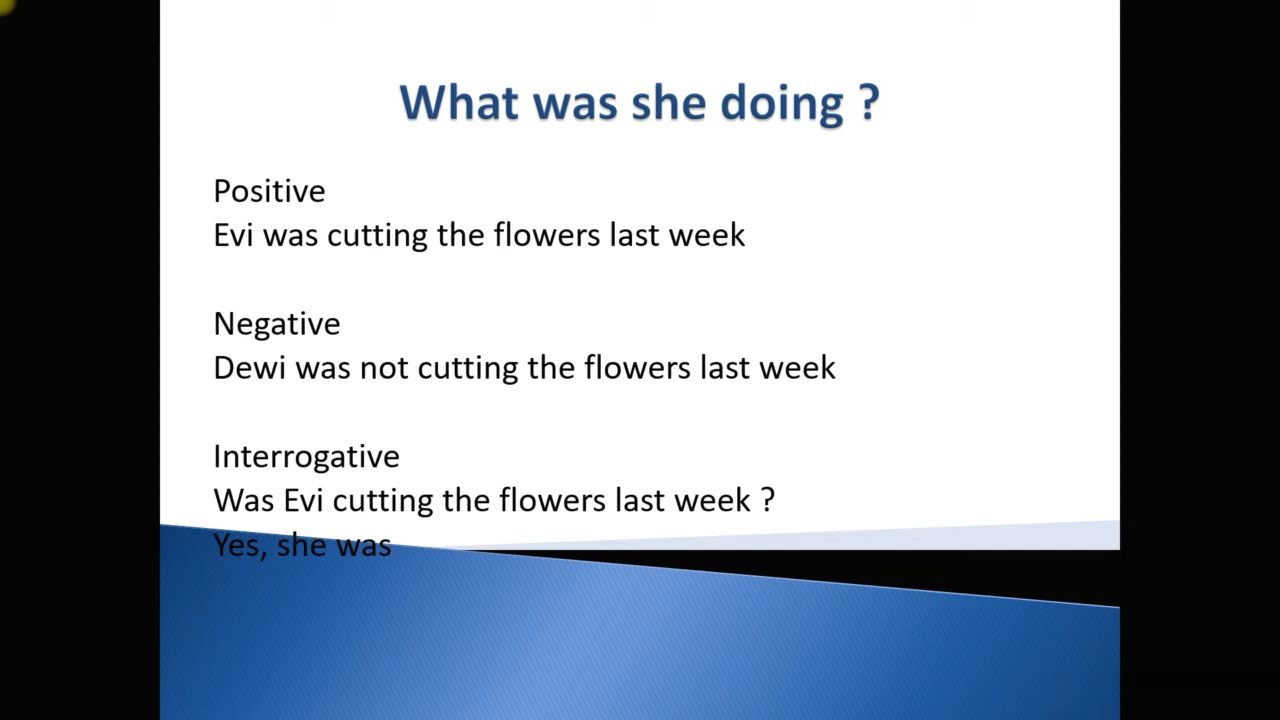 What was she doing ?
Positive
Evi was cutting the flowers last week
Negative
Dewi was not cutting the flowers last week
Interrogative
Was Evi cutting the flowers last week ?
Yes, she was